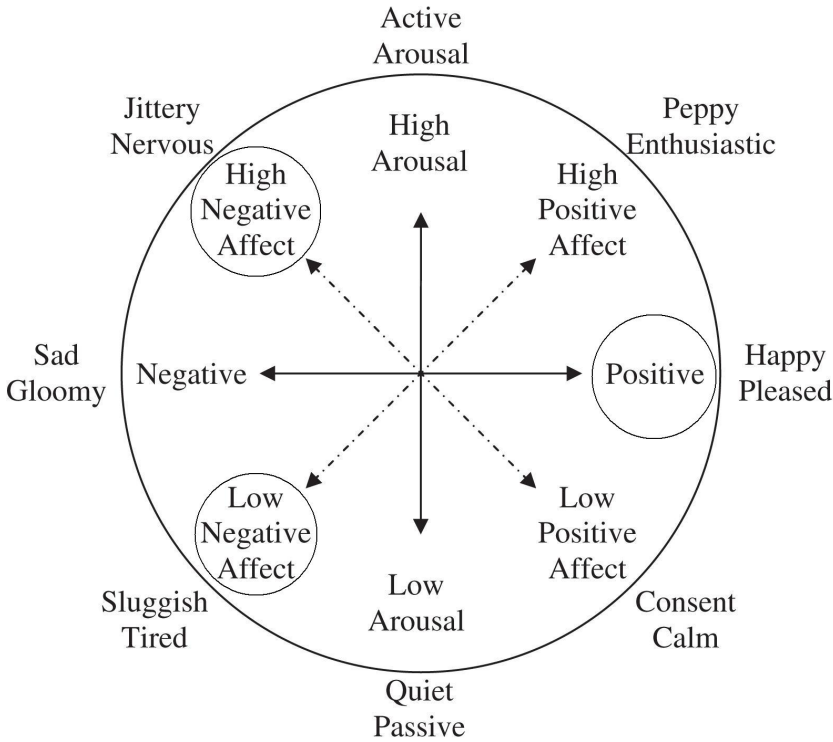 Active
Arousal
Jittery
Nervous
Peppy
Enthusiastic
High
Arousal
High
Negative
Affect
High
Positive
Affect
Sad
Gloomy
Negative
Positive
Happy
Pleased
Low
Negative
Affect
Low
Positive
Affect
Low
Arousal
Sluggish
Tired
Consent
Calm
Quiet
Passive